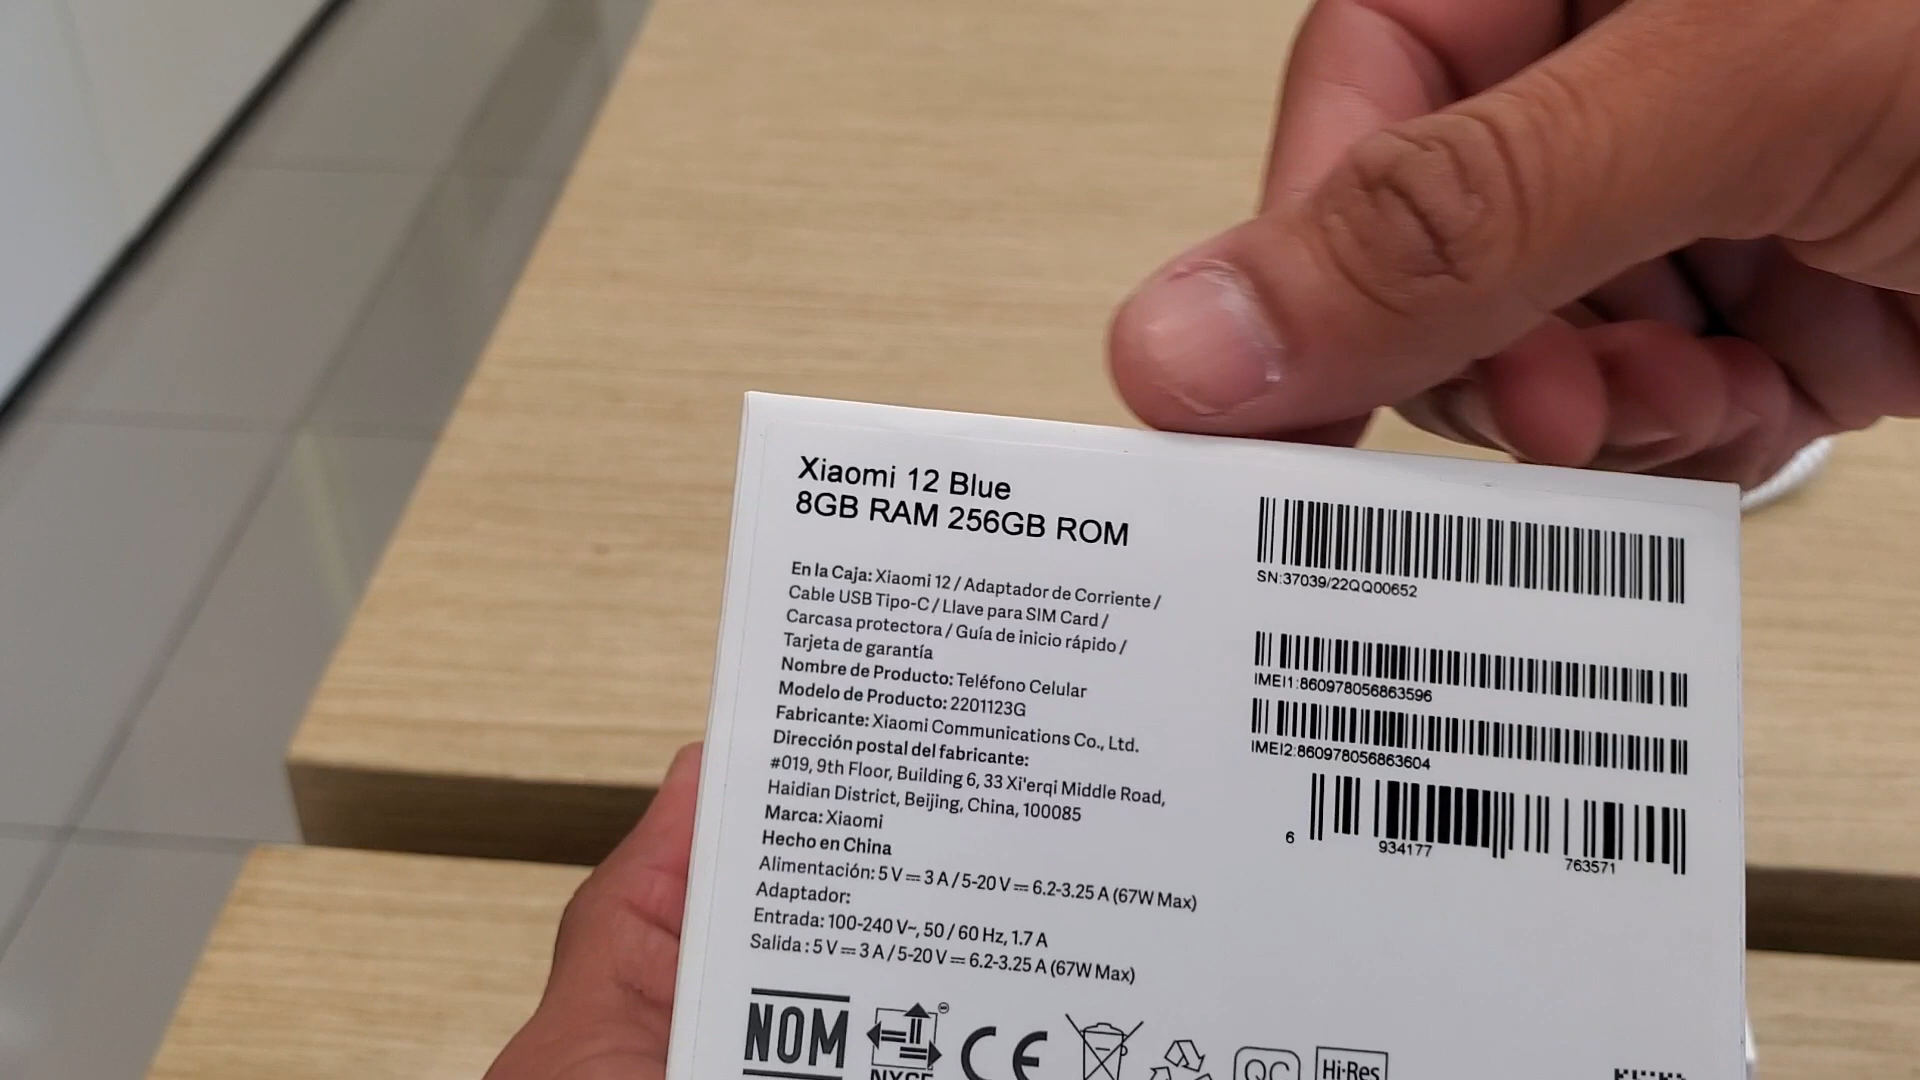 Xiaomi 12 Blue
8GB RAM 256GB ROM
En la Caja: Xiaomi 12 / Adaptador de Corriente /
Cable USB Tipo-C / Llave para SIM Card /
Carcasa protectora / Guía de inicio rápido /
Tarjeta de garantía
Nombre de Producto: Teléfono Celular
Modelo de Producto: 2201123G
Fabricante: Xiaomi Communications Co., Ltd.
Dirección postal del fabricante:
#019, 9th Floor, Building 6, 33 Xi'erqi Middle Road,
Haidian District, Beijing, China, 100085
Marca: Xiaomi
Hecho en China
Alimentación: 5 V⎓3 A / 5-20 V⎓6.2-3.25 A (67W Max)
Adaptador:
Entrada: 100-240 V~, 50 / 60 Hz, 1.7 A
Salida : 5 V⎓3 A / 5-20 V⎓6.2-3.25 A (67W Max)
SN:37039/22QQ00652
IMEI1:860978056863596
IMEI2:860978056863604
6 934177 763571
NOM
NYCE
CE
QC
Hi-Res